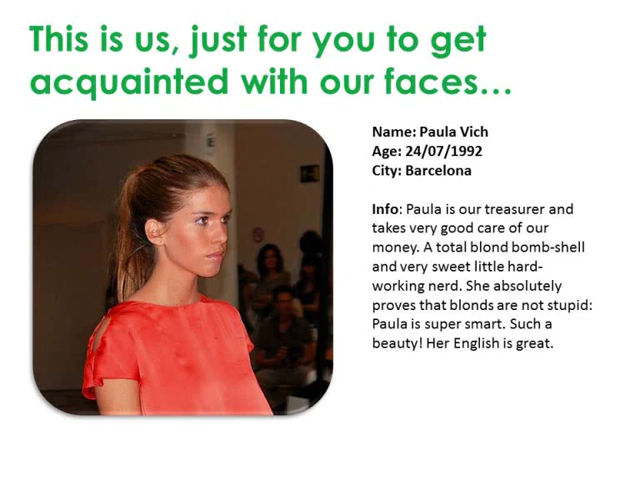 This is us, just for you to get
acquainted with our faces…
Name: Paula Vich
Age: 24/07/1992
City: Barcelona
Info: Paula is our treasurer and
takes very good care of our
money. A total blond bomb-shell
and very sweet little hard-
working nerd. She absolutely
proves that blonds are not stupid:
Paula is super smart. Such a
beauty! Her English is great.